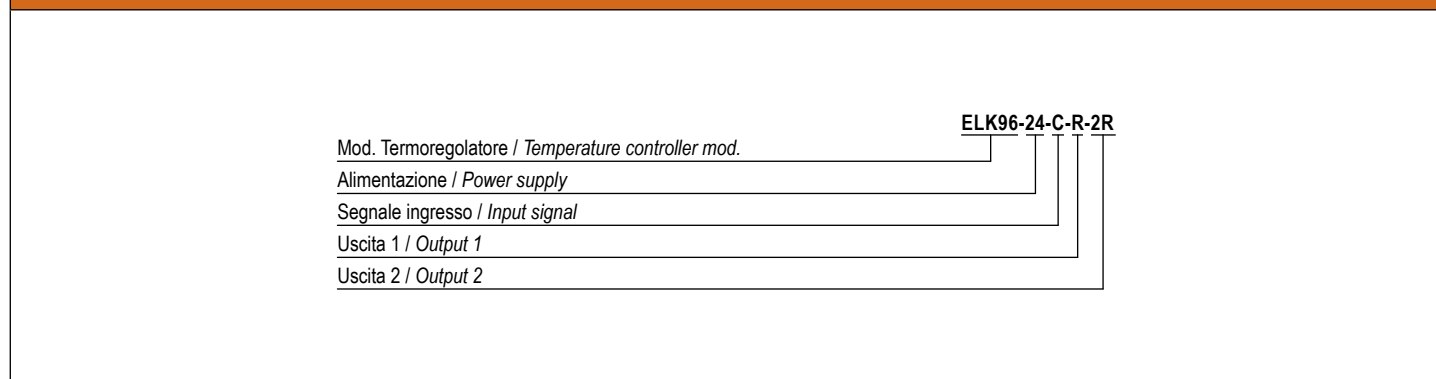 ELK96-24-C-R-2R
Mod. Termoregolatore / Temperature controller mod.
Alimentazione / Power supply
Segnale ingresso / Input signal
Uscita 1 / Output 1
Uscita 2 / Output 2